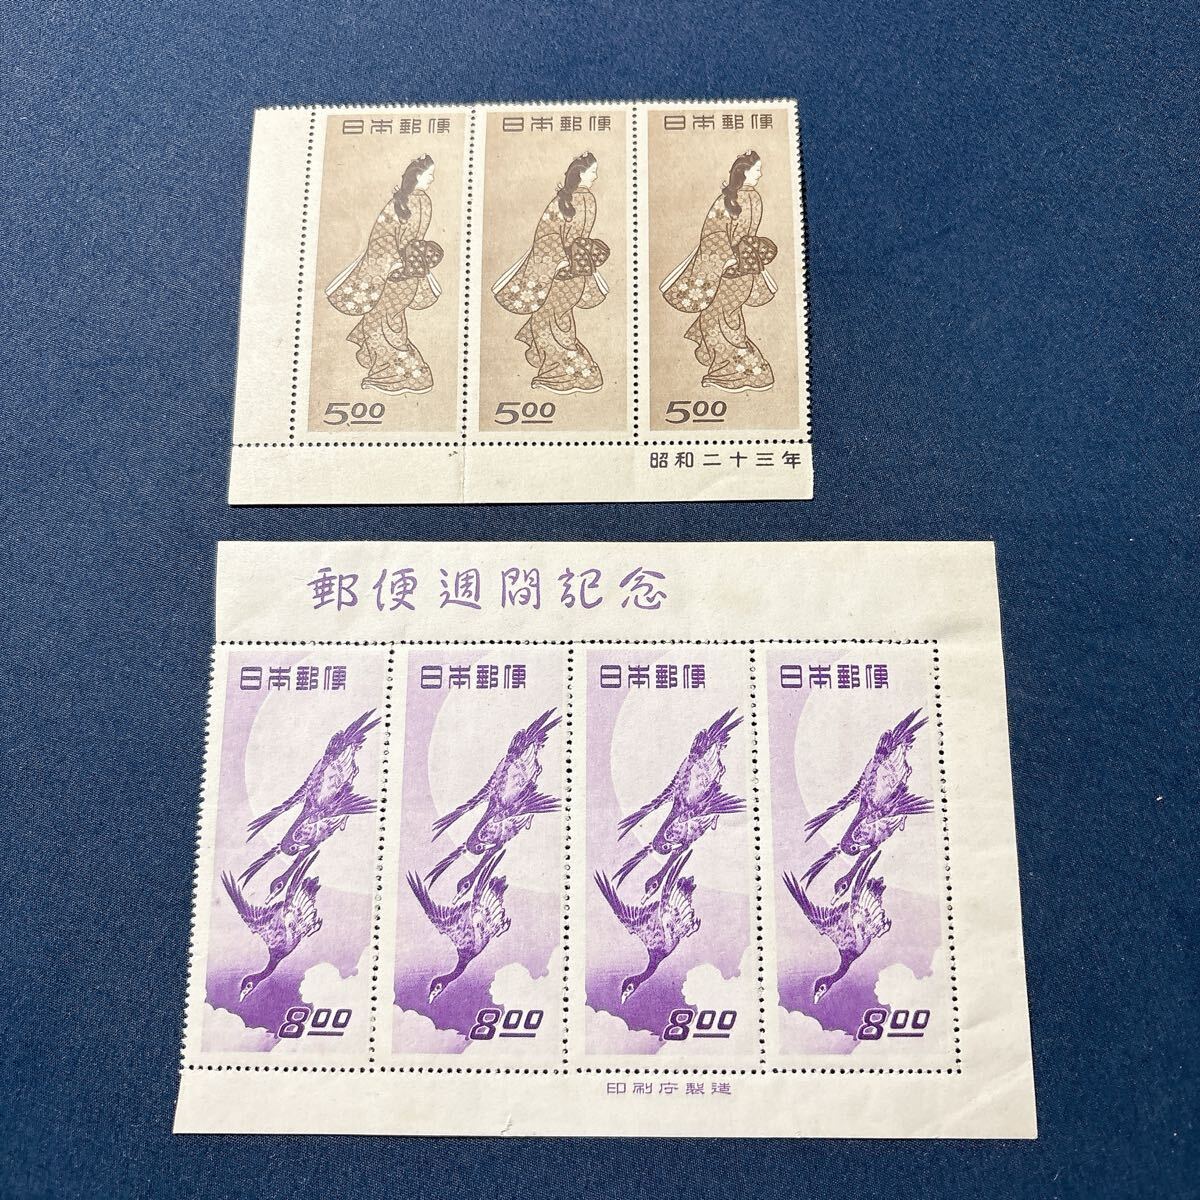 日本郵便 日本郵便 日本郵便
5.00 5.00 5.00
昭和二十三年
郵便週間記念
日本郵便 日本郵便 日本郵便 日本郵便
8.00 8.00 8.00 8.00
印刷庁製造